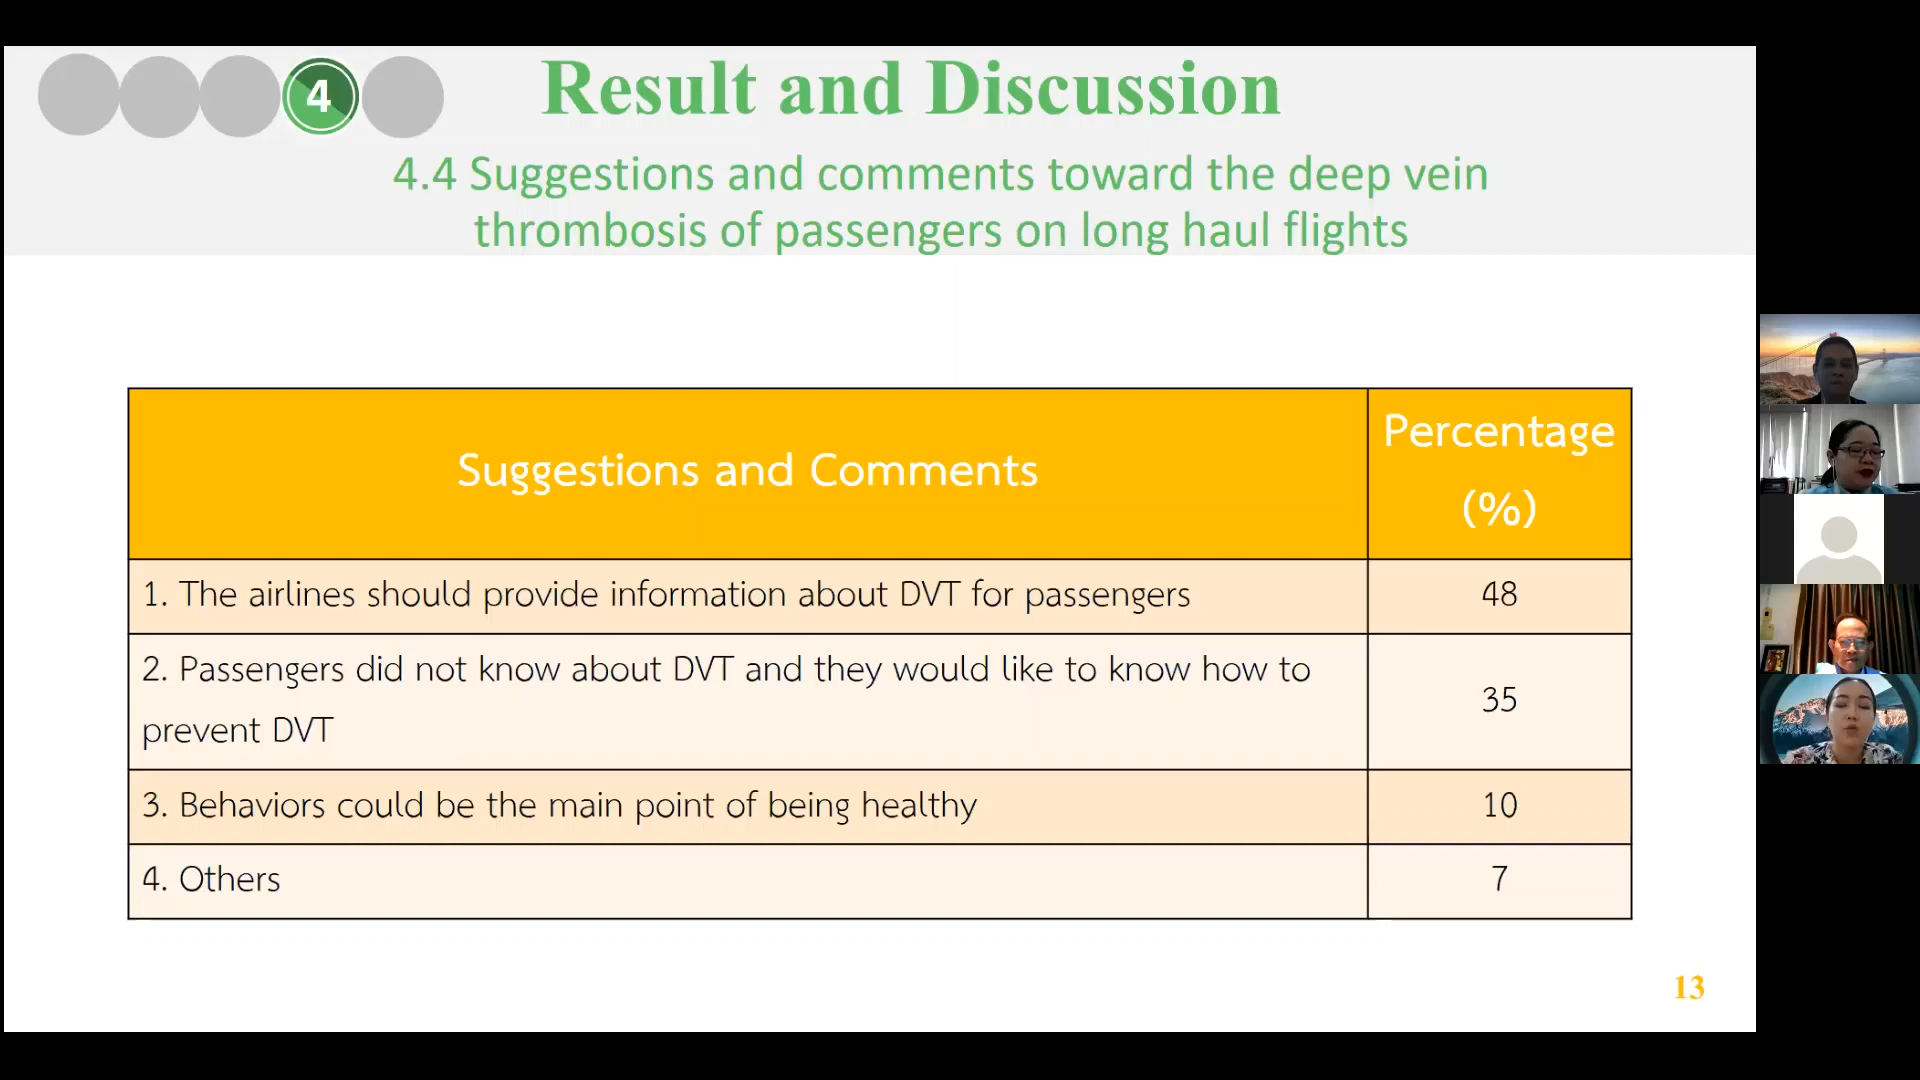 4
Result and Discussion
4.4 Suggestions and comments toward the deep vein
thrombosis of passengers on long haul flights
Suggestions and Comments
Percentage
(%)
1. The airlines should provide information about DVT for passengers
48
2. Passengers did not know about DVT and they would like to know how to
prevent DVT
35
3. Behaviors could be the main point of being healthy
10
4. Others
7
13